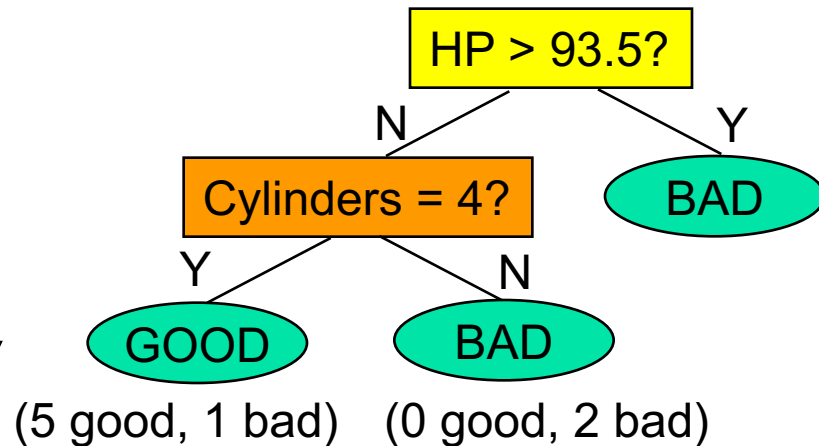 HP > 93.5?
N Y
Cylinders = 4? BAD
Y N
GOOD BAD
(5 good, 1 bad) (0 good, 2 bad)